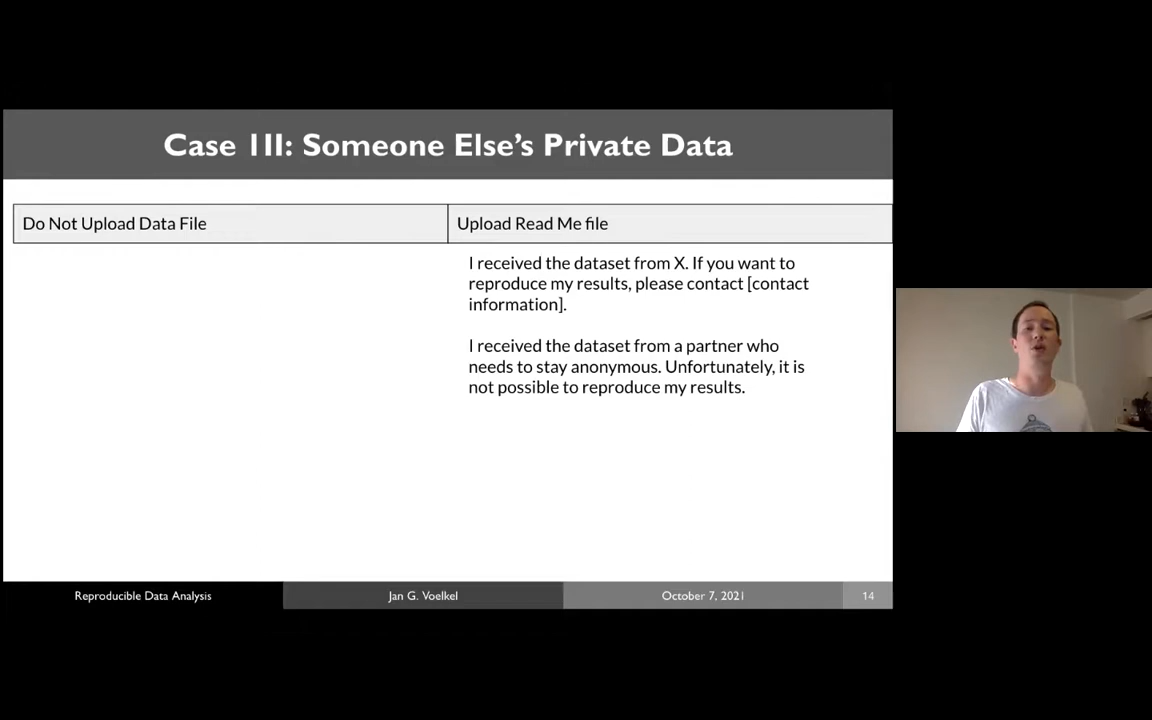 Case 1II: Someone Else's Private Data
Do Not Upload Data File
Upload Read Me file
I received the dataset from X. If you want to
reproduce my results, please contact [contact
information].
I received the dataset from a partner who
needs to stay anonymous. Unfortunately, it is
not possible to reproduce my results.
Reproducible Data Analysis
Jan G. Voelkel
October 7, 2021
14